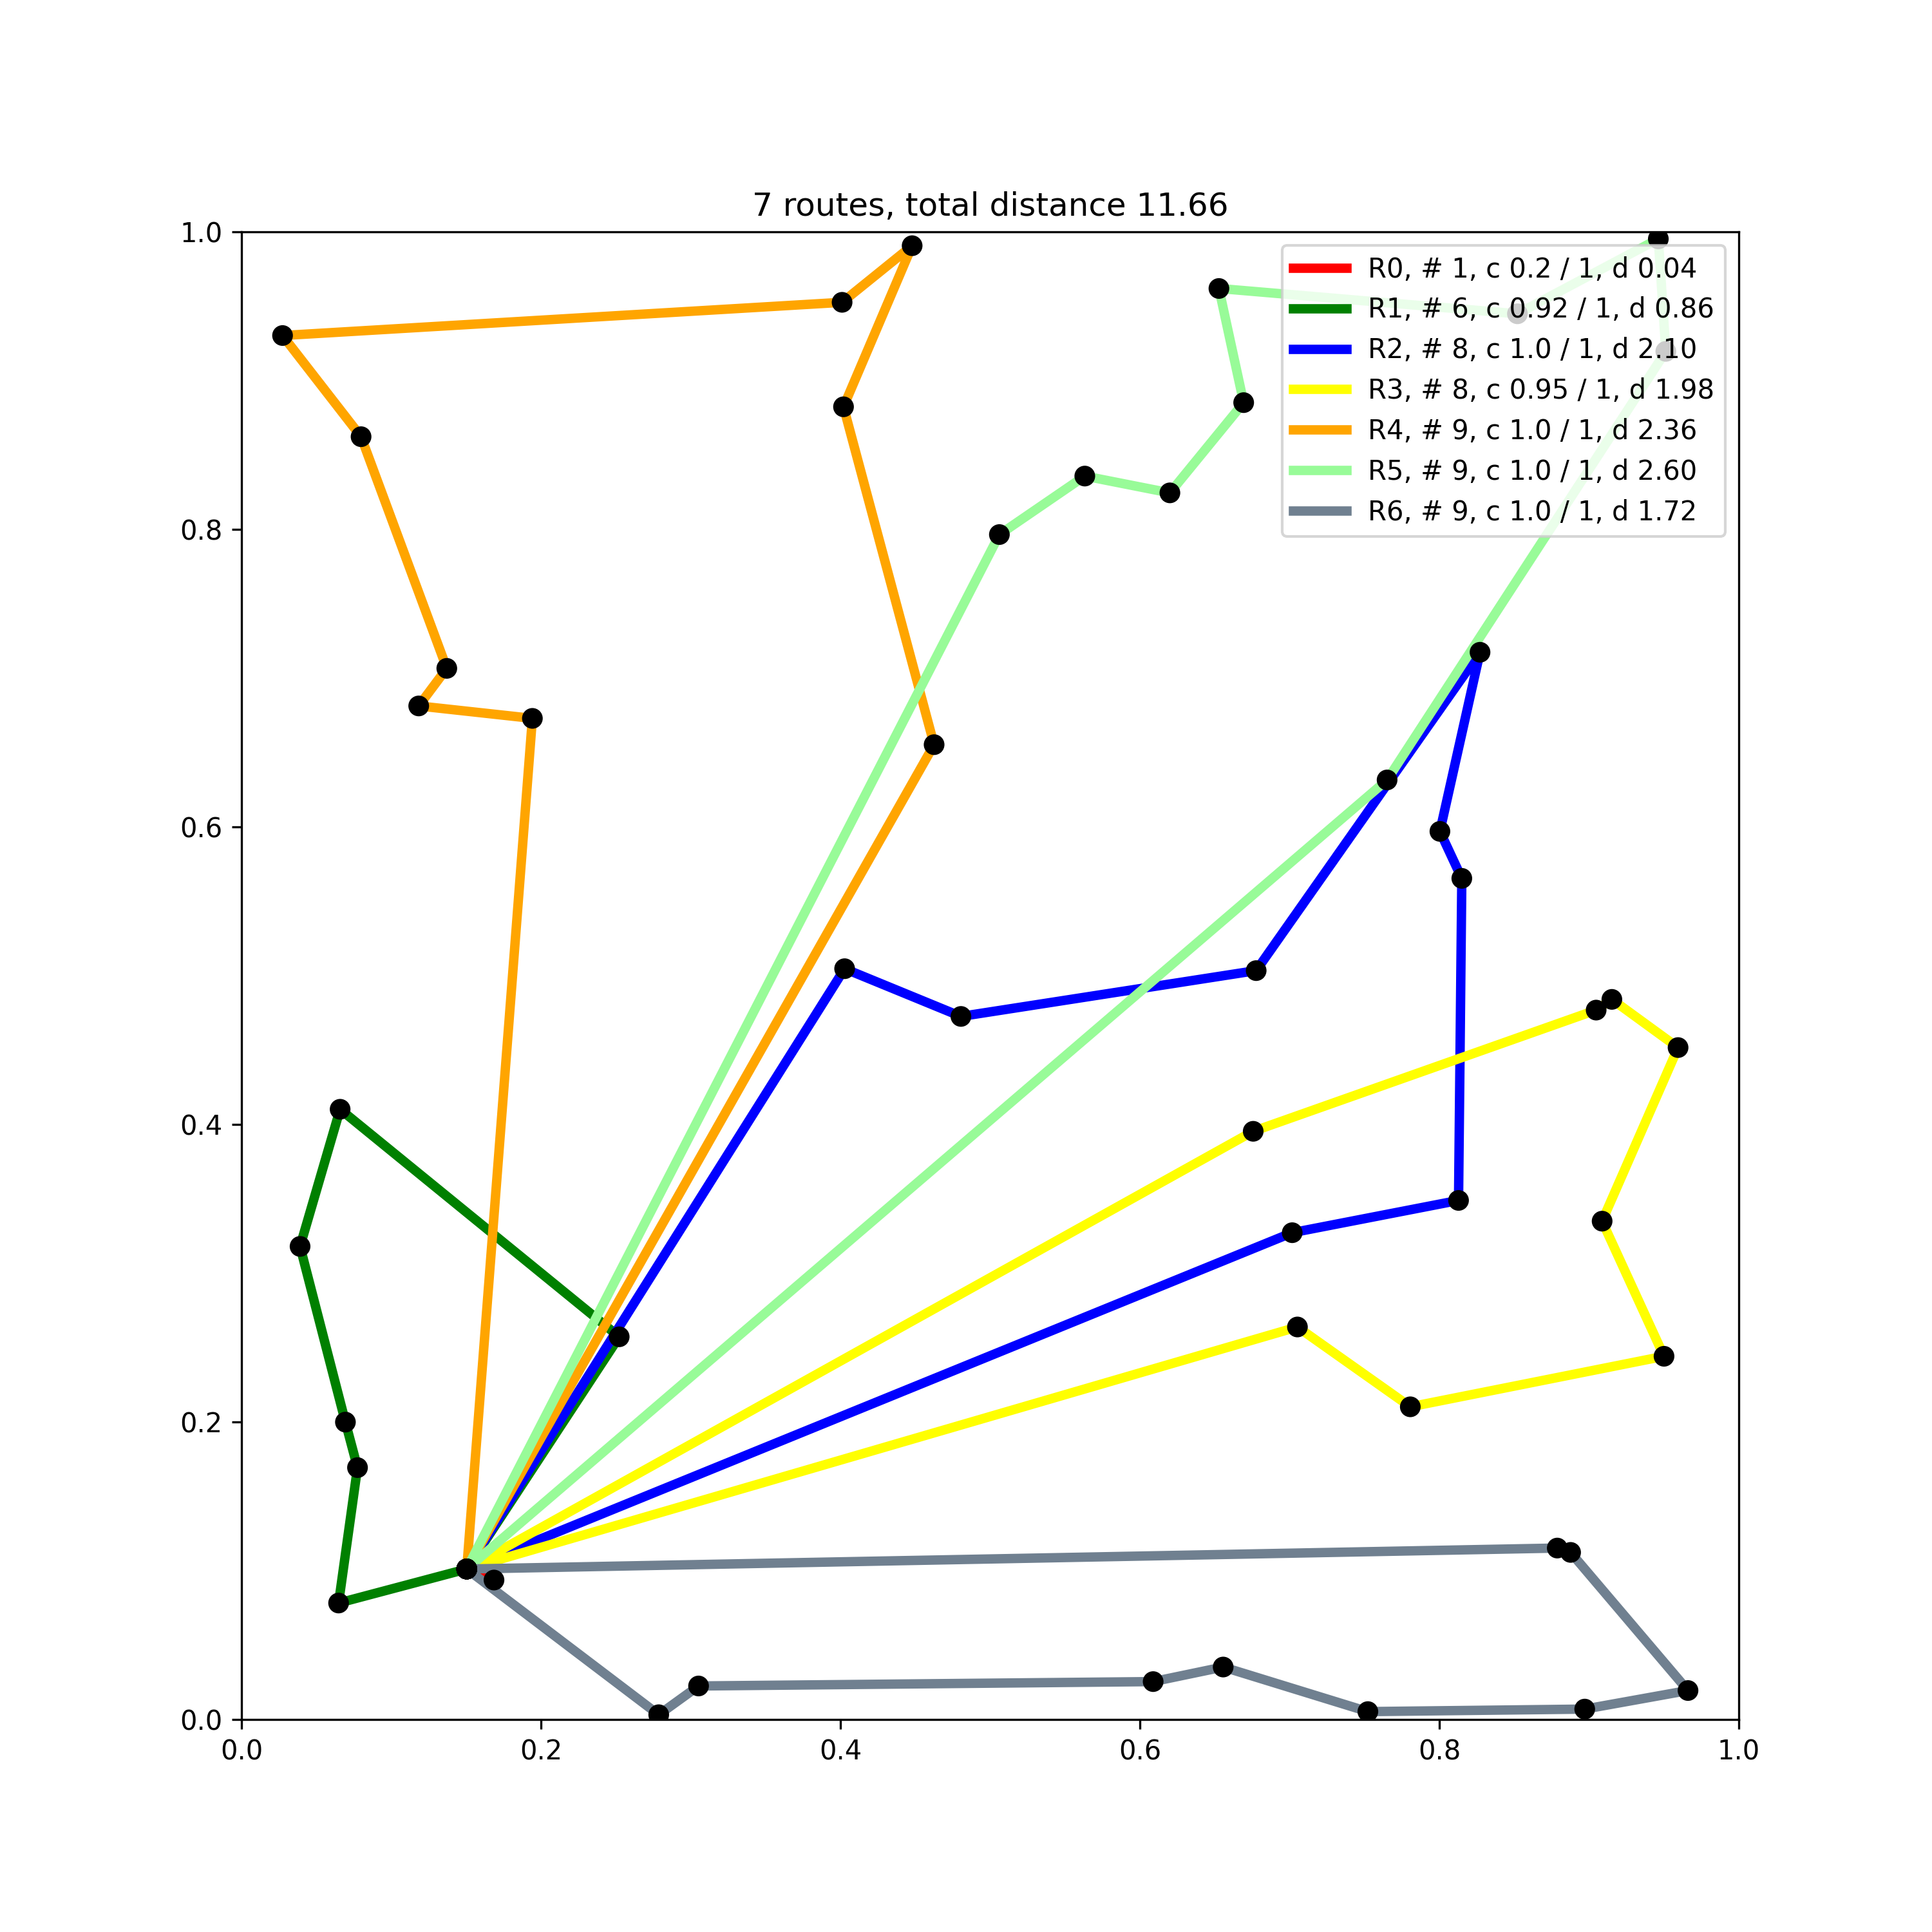 7 routes, total distance 11.66
1.0
0.8
0.6
0.4
0.2
0.0
R0, # 1, c 0.2 / 1, d 0.04
R1, # 6, c 0.92 / 1, d 0.86
R2, # 8, c 1.0 / 1, d 2.10
R3, # 8, c 0.95 / 1, d 1.98
R4, # 9, c 1.0 / 1, d 2.36
R5, # 9, c 1.0 / 1, d 2.60
R6, # 9, c 1.0 / 1, d 1.72
0.0 0.2 0.4 0.6 0.8 1.0